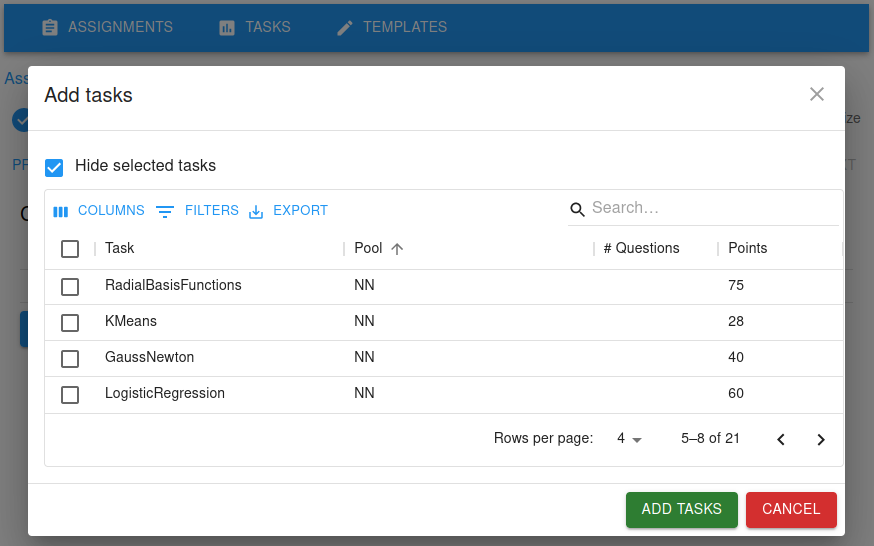 ASSIGNMENTS TASKS TEMPLATES
Add tasks
Hide selected tasks
COLUMNS FILTERS EXPORT Search…
Task Pool # Questions Points
RadialBasisFunctions NN 75
KMeans NN 28
GaussNewton NN 40
LogisticRegression NN 60
Rows per page: 4 5–8 of 21
ADD TASKS CANCEL